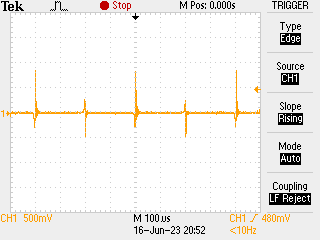 Tek Stop M Pos: 0.000s TRIGGER
Type
Edge
Source
CH1
Slope
Rising
Mode
Auto
Coupling
LF Reject
1
CH1 500mV M 100µs CH1 480mV
16-Jun-23 20:52 <10Hz